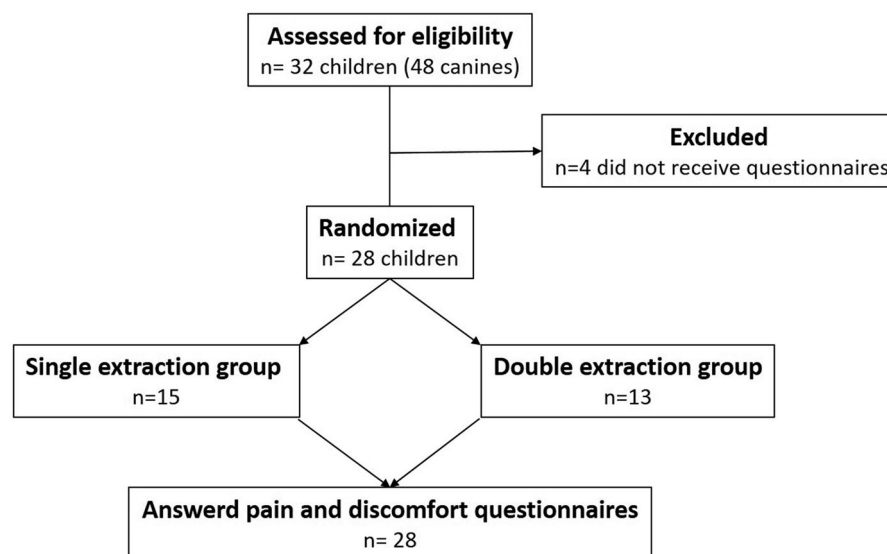 Assessed for eligibility
n= 32 children (48 canines)
Excluded
n=4 did not receive questionnaires
Randomized
n= 28 children
Single extraction group
n=15
Double extraction group
n=13
Answerd pain and discomfort questionnaires
n= 28